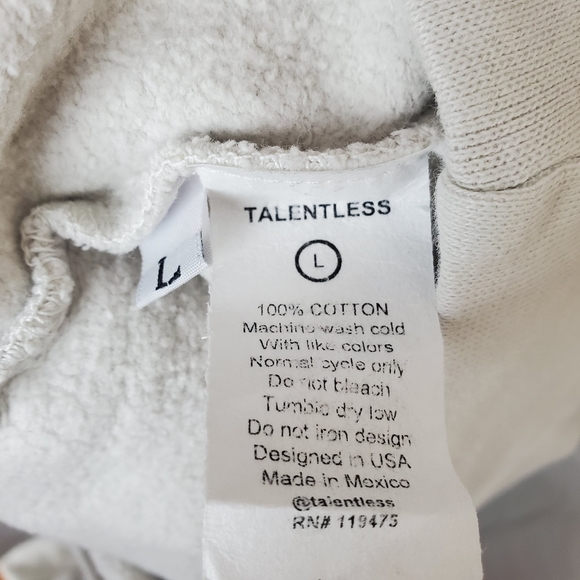 TALENTLESS
L
L
100% COTTON
Machine wash cold
With like colors
Normal cycle only
Do not bleach
Tumble dry low
Do not iron design
Designed in USA
Made in Mexico
@talentless
RN# 119475